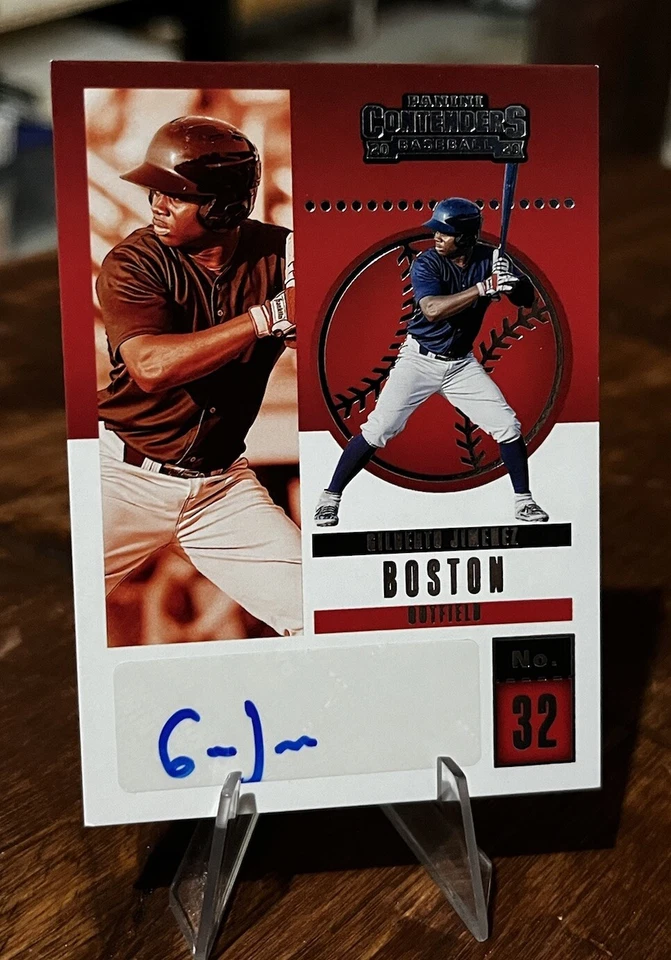 PANINI
CONTENDERS
20 BASEBALL 20
GILBERTO JIMENEZ
BOSTON
OUTFIELD
No.
32